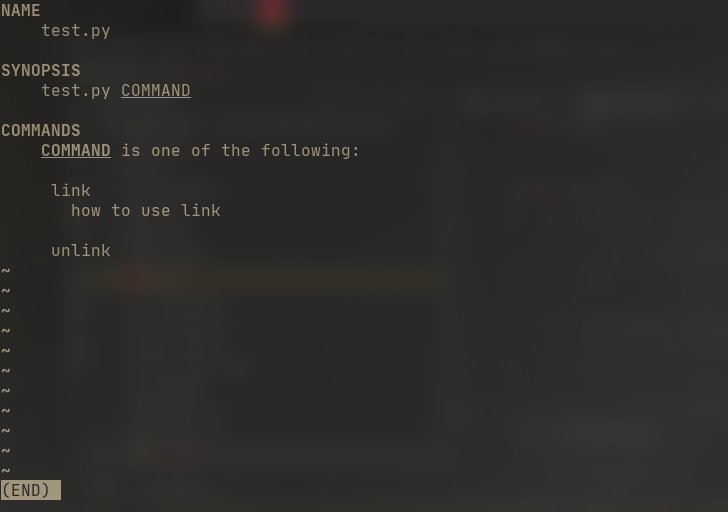 NAME
test.py
SYNOPSIS
test.py COMMAND
COMMANDS
COMMAND is one of the following:
link
how to use link
unlink
~
~
~
~
~
~
~
~
~
~
~
(END)